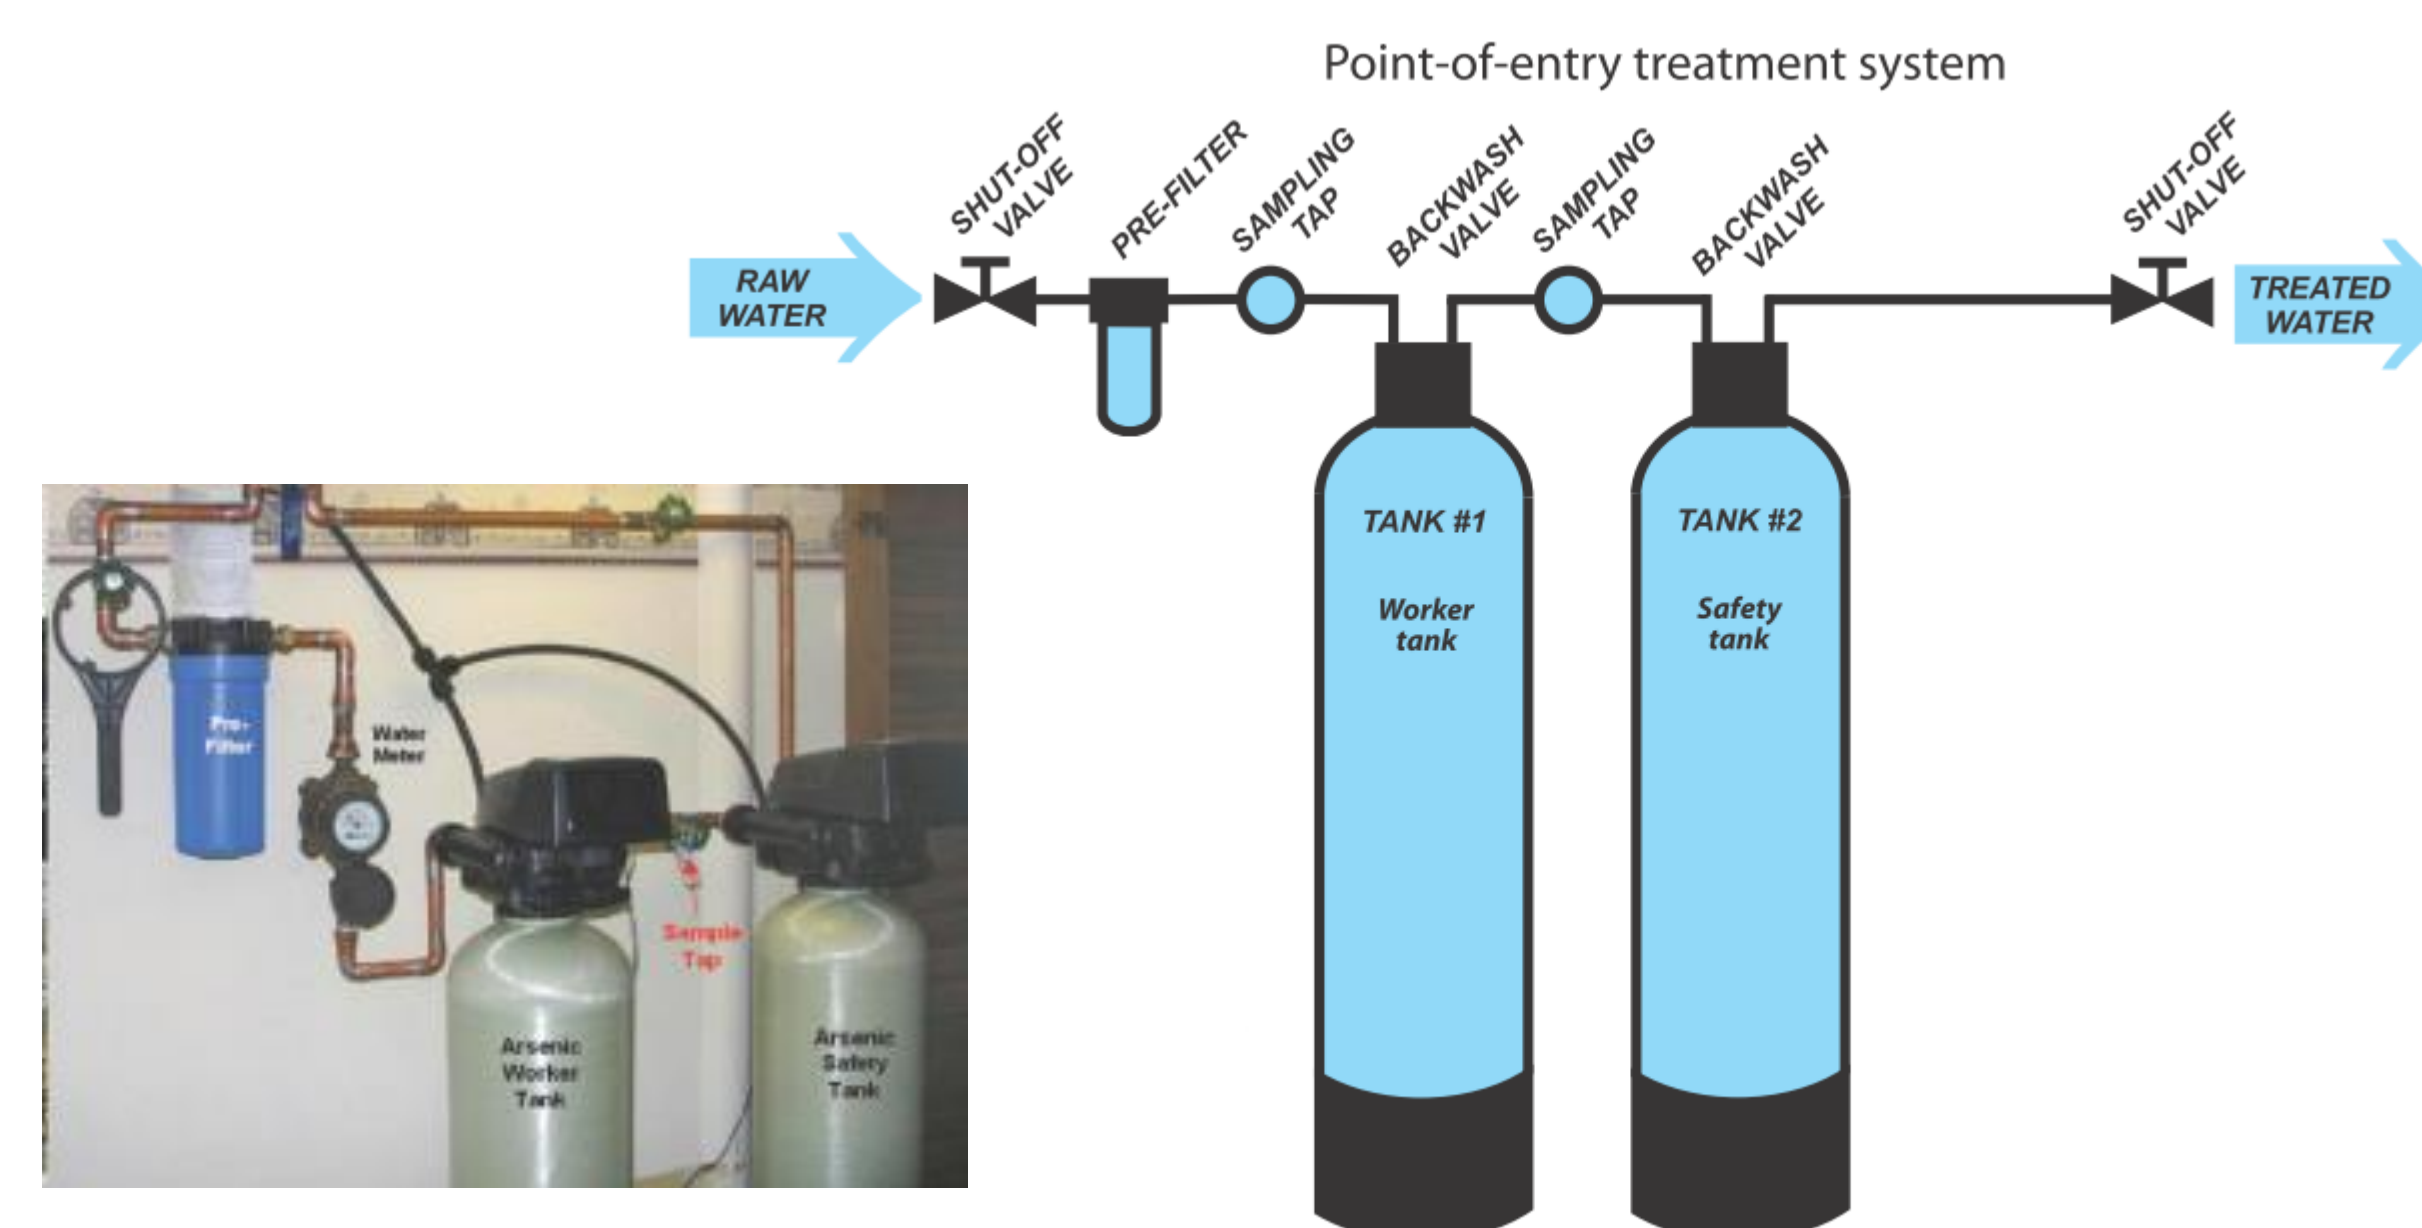 Point-of-entry treatment system
SHUT-OFF
VALVE
PRE-FILTER
SAMPLING
TAP
BACKWASH
VALVE
SAMPLING
TAP
BACKWASH
VALVE
SHUT-OFF
VALVE
RAW
WATER
TREATED
WATER
TANK #1
Worker
tank
TANK #2
Safety
tank
Pre-
Filter
Water
Meter
Sample
Tap
Arsenic
Worker
Tank
Arsenic
Safety
Tank